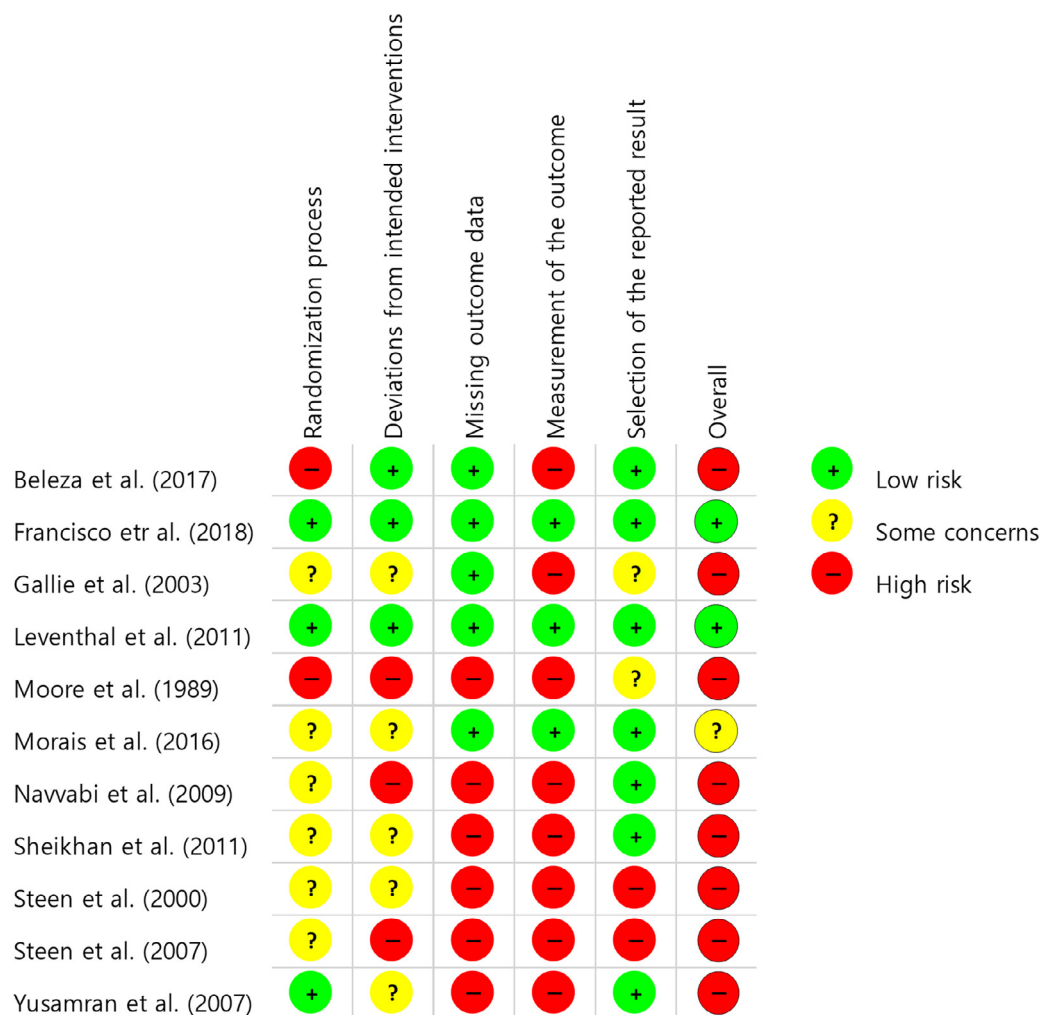 Randomization process
Deviations from intended interventions
Missing outcome data
Measurement of the outcome
Selection of the reported result
Overall
Beleza et al. (2017) − + + − + −
Francisco etr al. (2018) + + + + + +
Gallie et al. (2003) ? ? + − ? −
Leventhal et al. (2011) + + + + + +
Moore et al. (1989) − − − − ? −
Morais et al. (2016) ? ? + + + ?
Navvabi et al. (2009) ? − − − + −
Sheikhan et al. (2011) ? ? − − + −
Steen et al. (2000) ? ? − − − −
Steen et al. (2007) ? − − − − −
Yusamran et al. (2007) + ? − − + −
+ Low risk
? Some concerns
− High risk